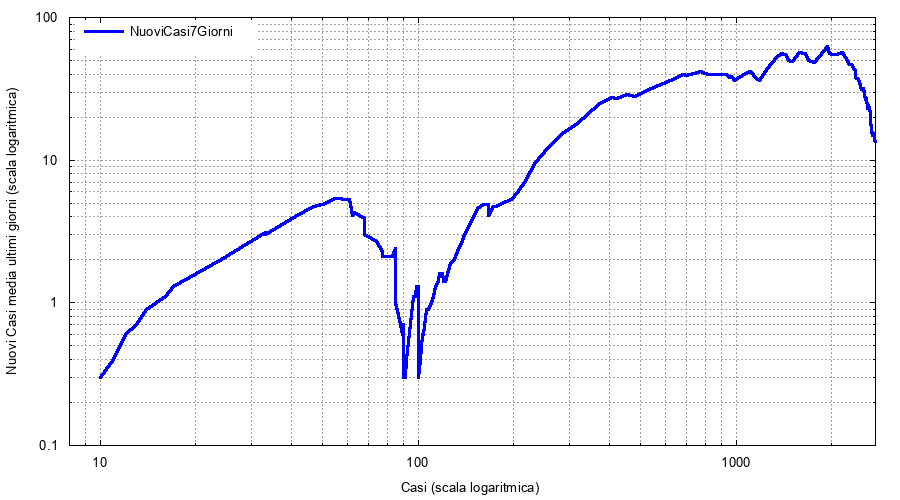 100
NuoviCasi7Giorni
10
1
0.1
Nuovi Casi media ultimi giorni (scala logaritmica)
10 100 1000
Casi (scala logaritmica)